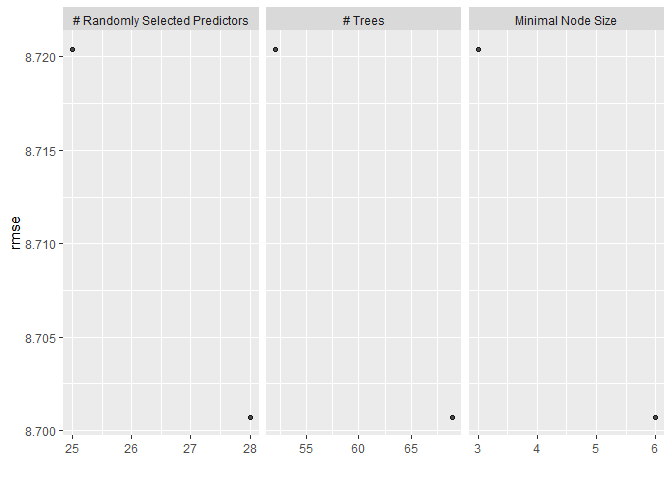 # Randomly Selected Predictors
# Trees
Minimal Node Size
rmse
8.720
8.715
8.710
8.705
8.700
25 26 27 28
55 60 65
3 4 5 6